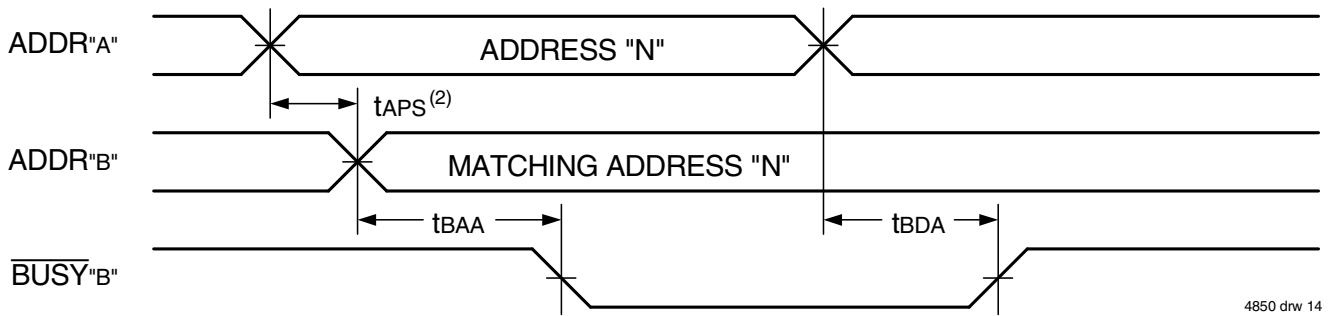 ADDR"A"
ADDRESS "N"
tAPS(2)
ADDR"B"
MATCHING ADDRESS "N"
tBAA
tBDA
BUSY"B"
4850 drw 14